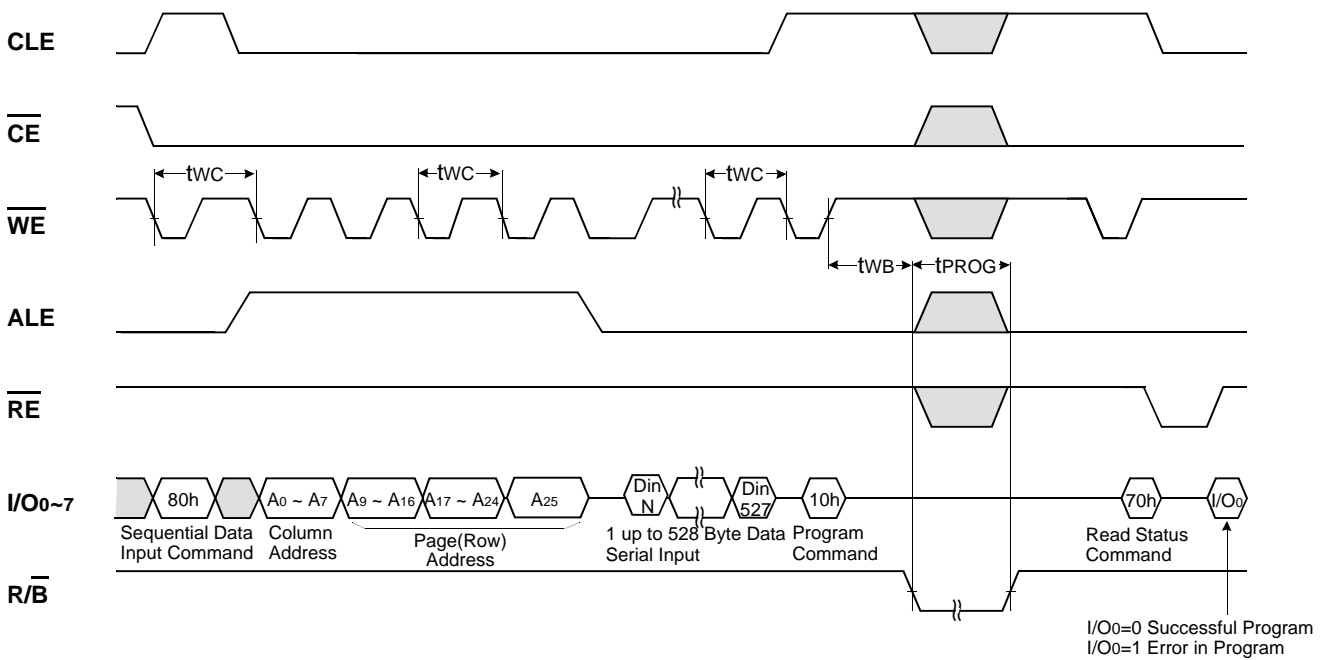 CLE
CE
tWC
tWC
tWC
WE
tWB
tPROG
ALE
RE
I/O0~7
80h
A0 ~ A7
A9 ~ A16
A17 ~ A24
A25
Din
N
Din
527
10h
70h
I/O0
Sequential Data
Input Command
Column
Address
Page(Row)
Address
1 up to 528 Byte Data
Serial Input
Program
Command
Read Status
Command
R/B
I/O0=0 Successful Program
I/O0=1 Error in Program